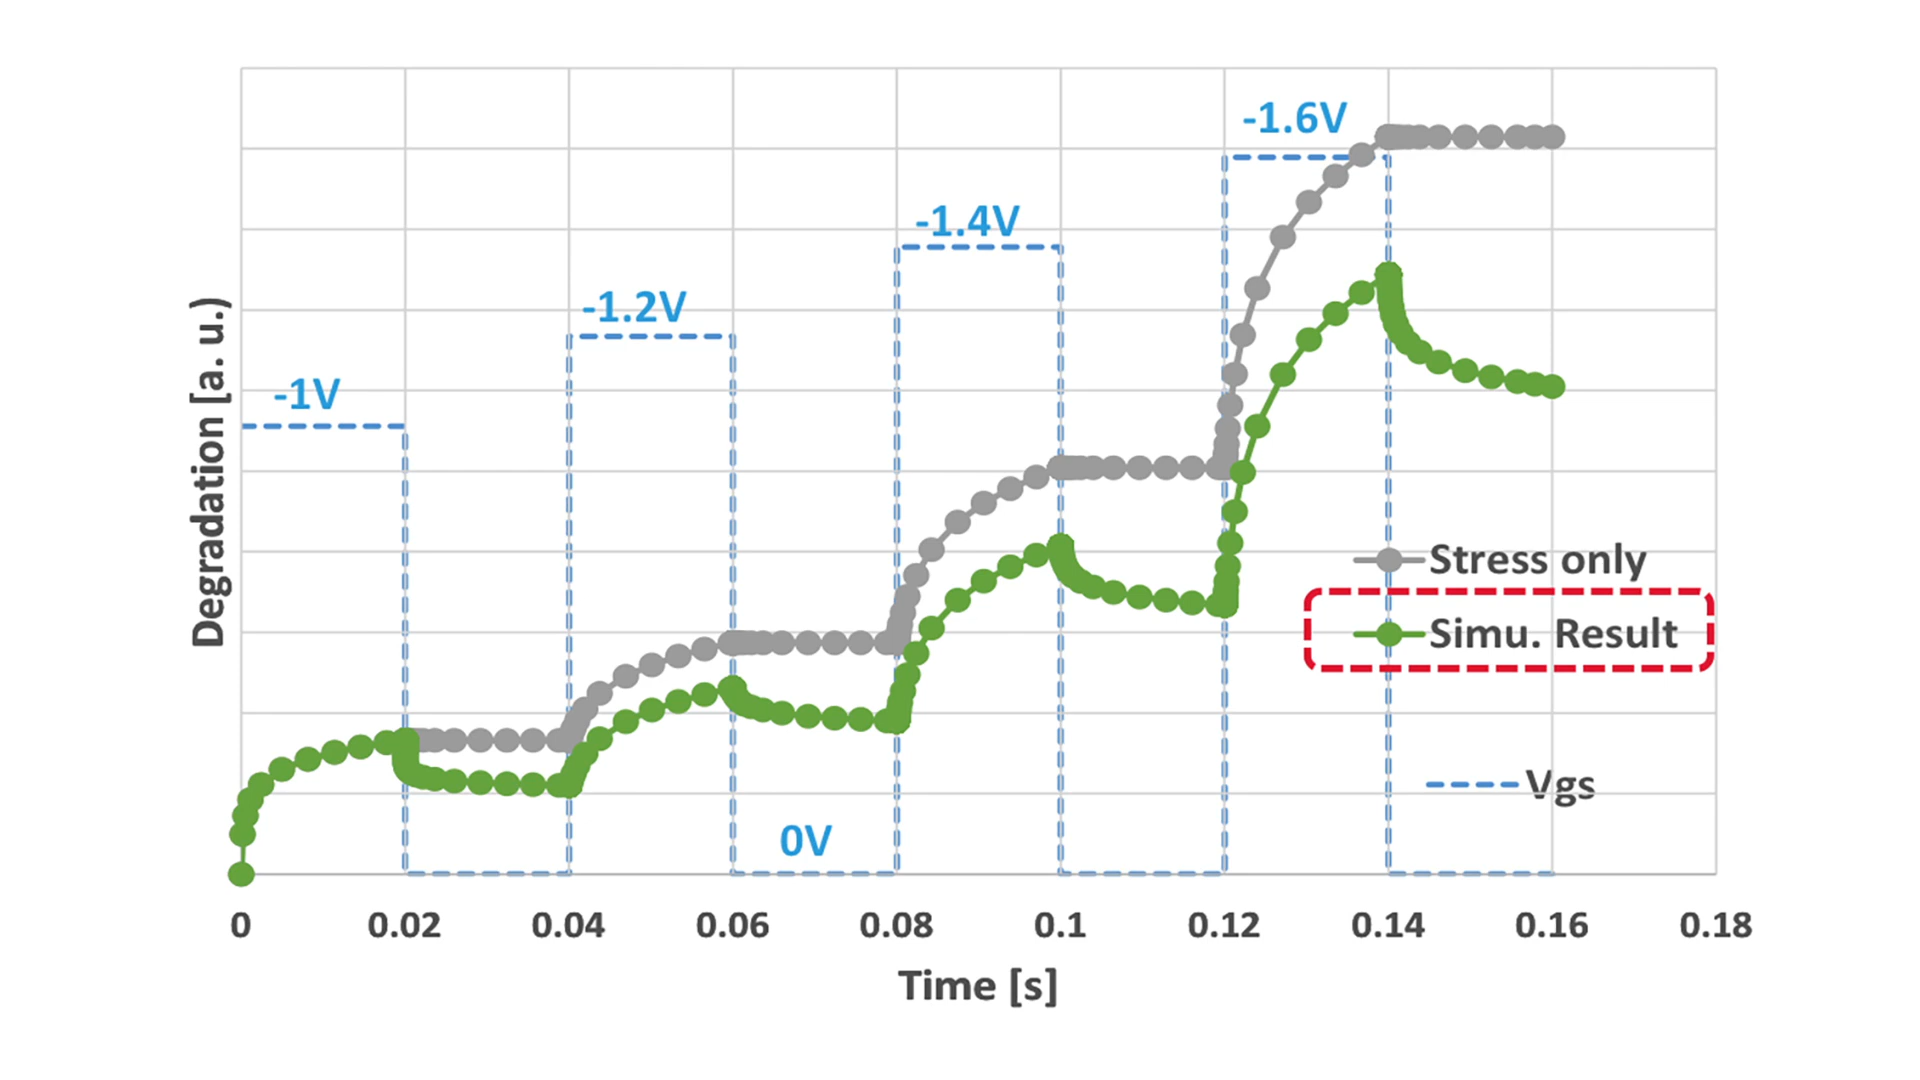 -1.6V
-1.4V
-1.2V
-1V
0V
Degradation [a. u.)
Stress only
Simu. Result
Vgs
0 0.02 0.04 0.06 0.08 0.1 0.12 0.14 0.16 0.18
Time [s]